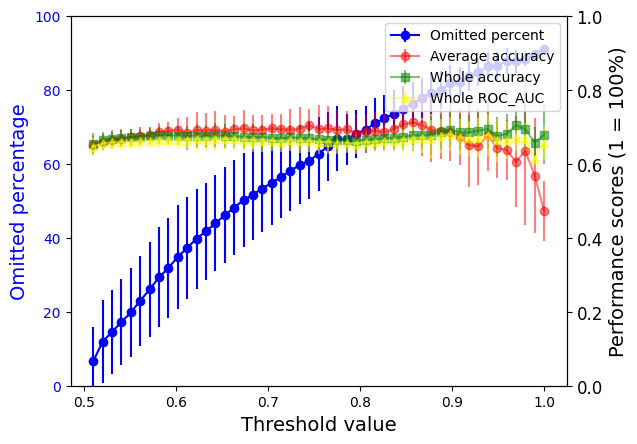 Omitted percent
Average accuracy
Whole accuracy
Whole ROC_AUC
100
80
60
40
20
0
1.0
0.8
0.6
0.4
0.2
0.0
0.5
0.6
0.7
0.8
0.9
1.0
Omitted percentage
Performance scores (1 = 100%)
Threshold value